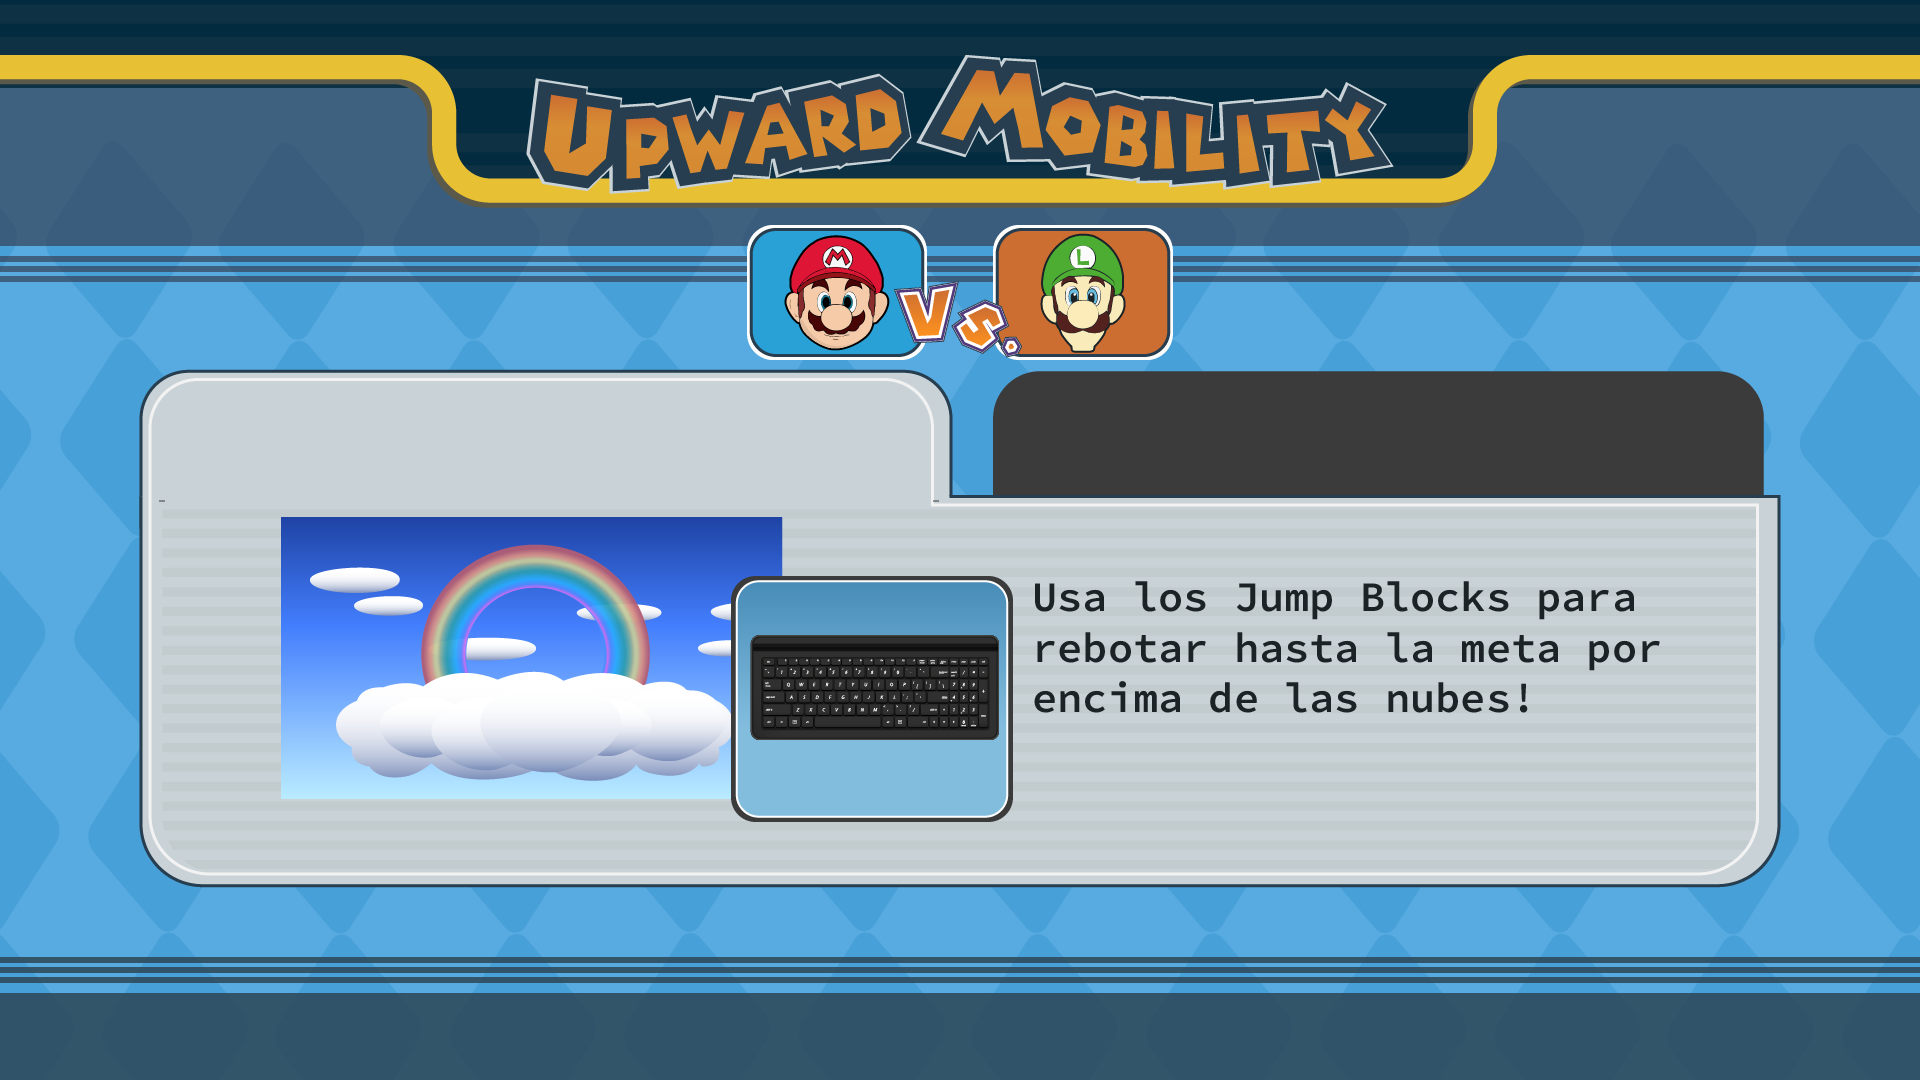 UPWARD MOBILITY
M
VS.
L
Usa los Jump Blocks para
rebotar hasta la meta por
encima de las nubes!